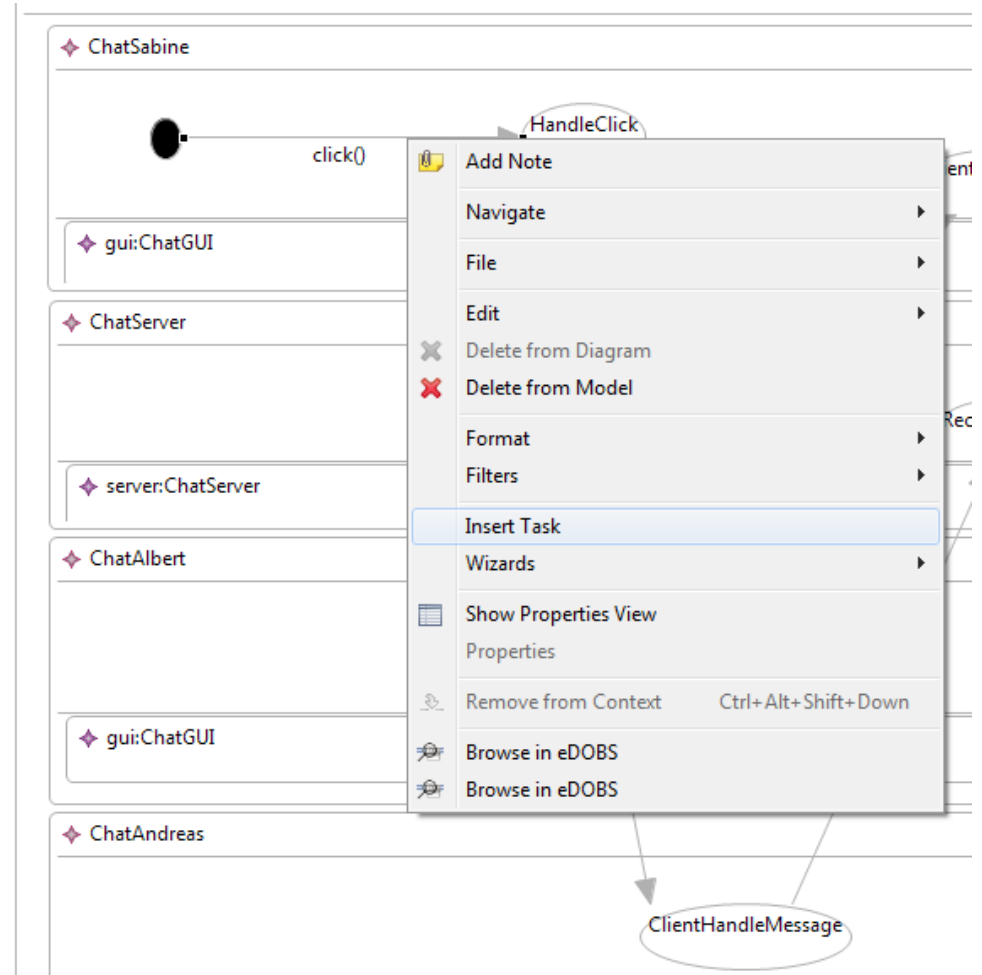 ChatSabine
HandleClick
click()
gui:ChatGUI
ChatServer
server:ChatServer
ChatAlbert
gui:ChatGUI
ChatAndreas
ClientHandleMessage
Add Note
Navigate
File
Edit
Delete from Diagram
Delete from Model
Format
Filters
Insert Task
Wizards
Show Properties View
Properties
Remove from Context Ctrl+Alt+Shift+Down
Browse in eDOBS
Browse in eDOBS
ent
Rec